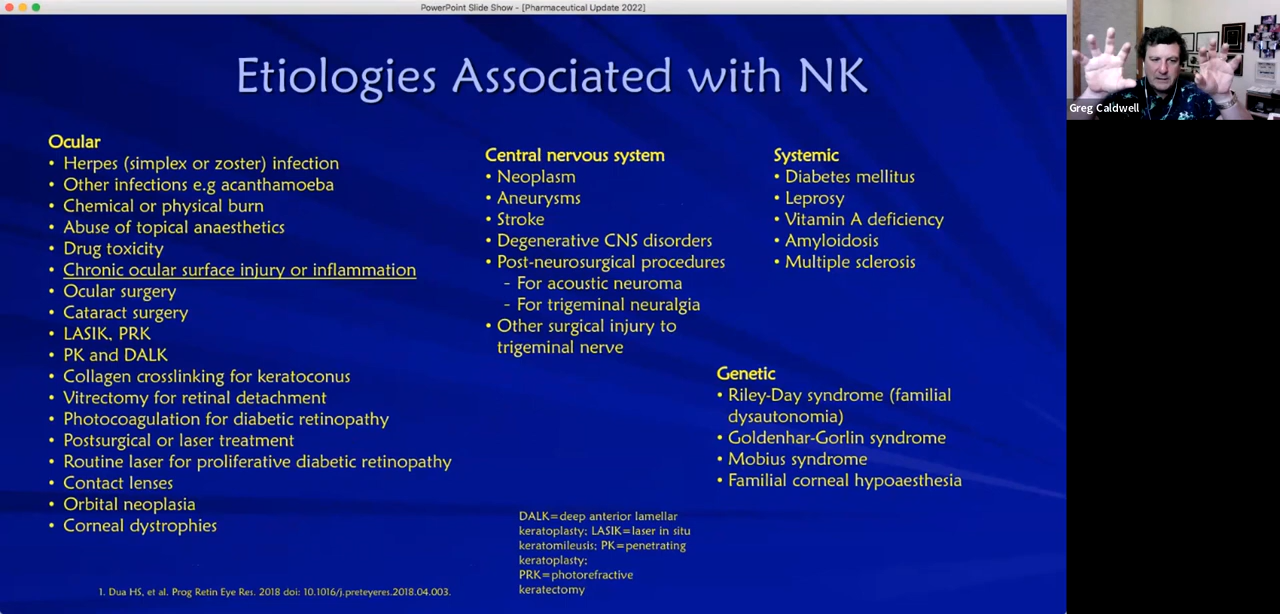 PowerPoint Slide Show - [Pharmaceutical Update 2022]
Greg Caldwell
Etiologies Associated with NK
Ocular
• Herpes (simplex or zoster) infection
• Other infections e.g acanthamoeba
• Chemical or physical burn
• Abuse of topical anaesthetics
• Drug toxicity
• Chronic ocular surface injury or inflammation
• Ocular surgery
• Cataract surgery
• LASIK, PRK
• PK and DALK
• Collagen crosslinking for keratoconus
• Vitrectomy for retinal detachment
• Photocoagulation for diabetic retinopathy
• Postsurgical or laser treatment
• Routine laser for proliferative diabetic retinopathy
• Contact lenses
• Orbital neoplasia
• Corneal dystrophies
Central nervous system
• Neoplasm
• Aneurysms
• Stroke
• Degenerative CNS disorders
• Post-neurosurgical procedures
- For acoustic neuroma
- For trigeminal neuralgia
• Other surgical injury to
trigeminal nerve
Systemic
• Diabetes mellitus
• Leprosy
• Vitamin A deficiency
• Amyloidosis
• Multiple sclerosis
Genetic
• Riley-Day syndrome (familial
dysautonomia)
• Goldenhar-Gorlin syndrome
• Mobius syndrome
• Familial corneal hypoaesthesia
DALK=deep anterior lamellar
keratoplasty; LASIK=laser in situ
keratomileusis; PK=penetrating
keratoplasty;
PRK=photorefractive
keratectomy
1. Dua HS, et al. Prog Retin Eye Res. 2018 doi: 10.1016/j.preteyeres.2018.04.003.